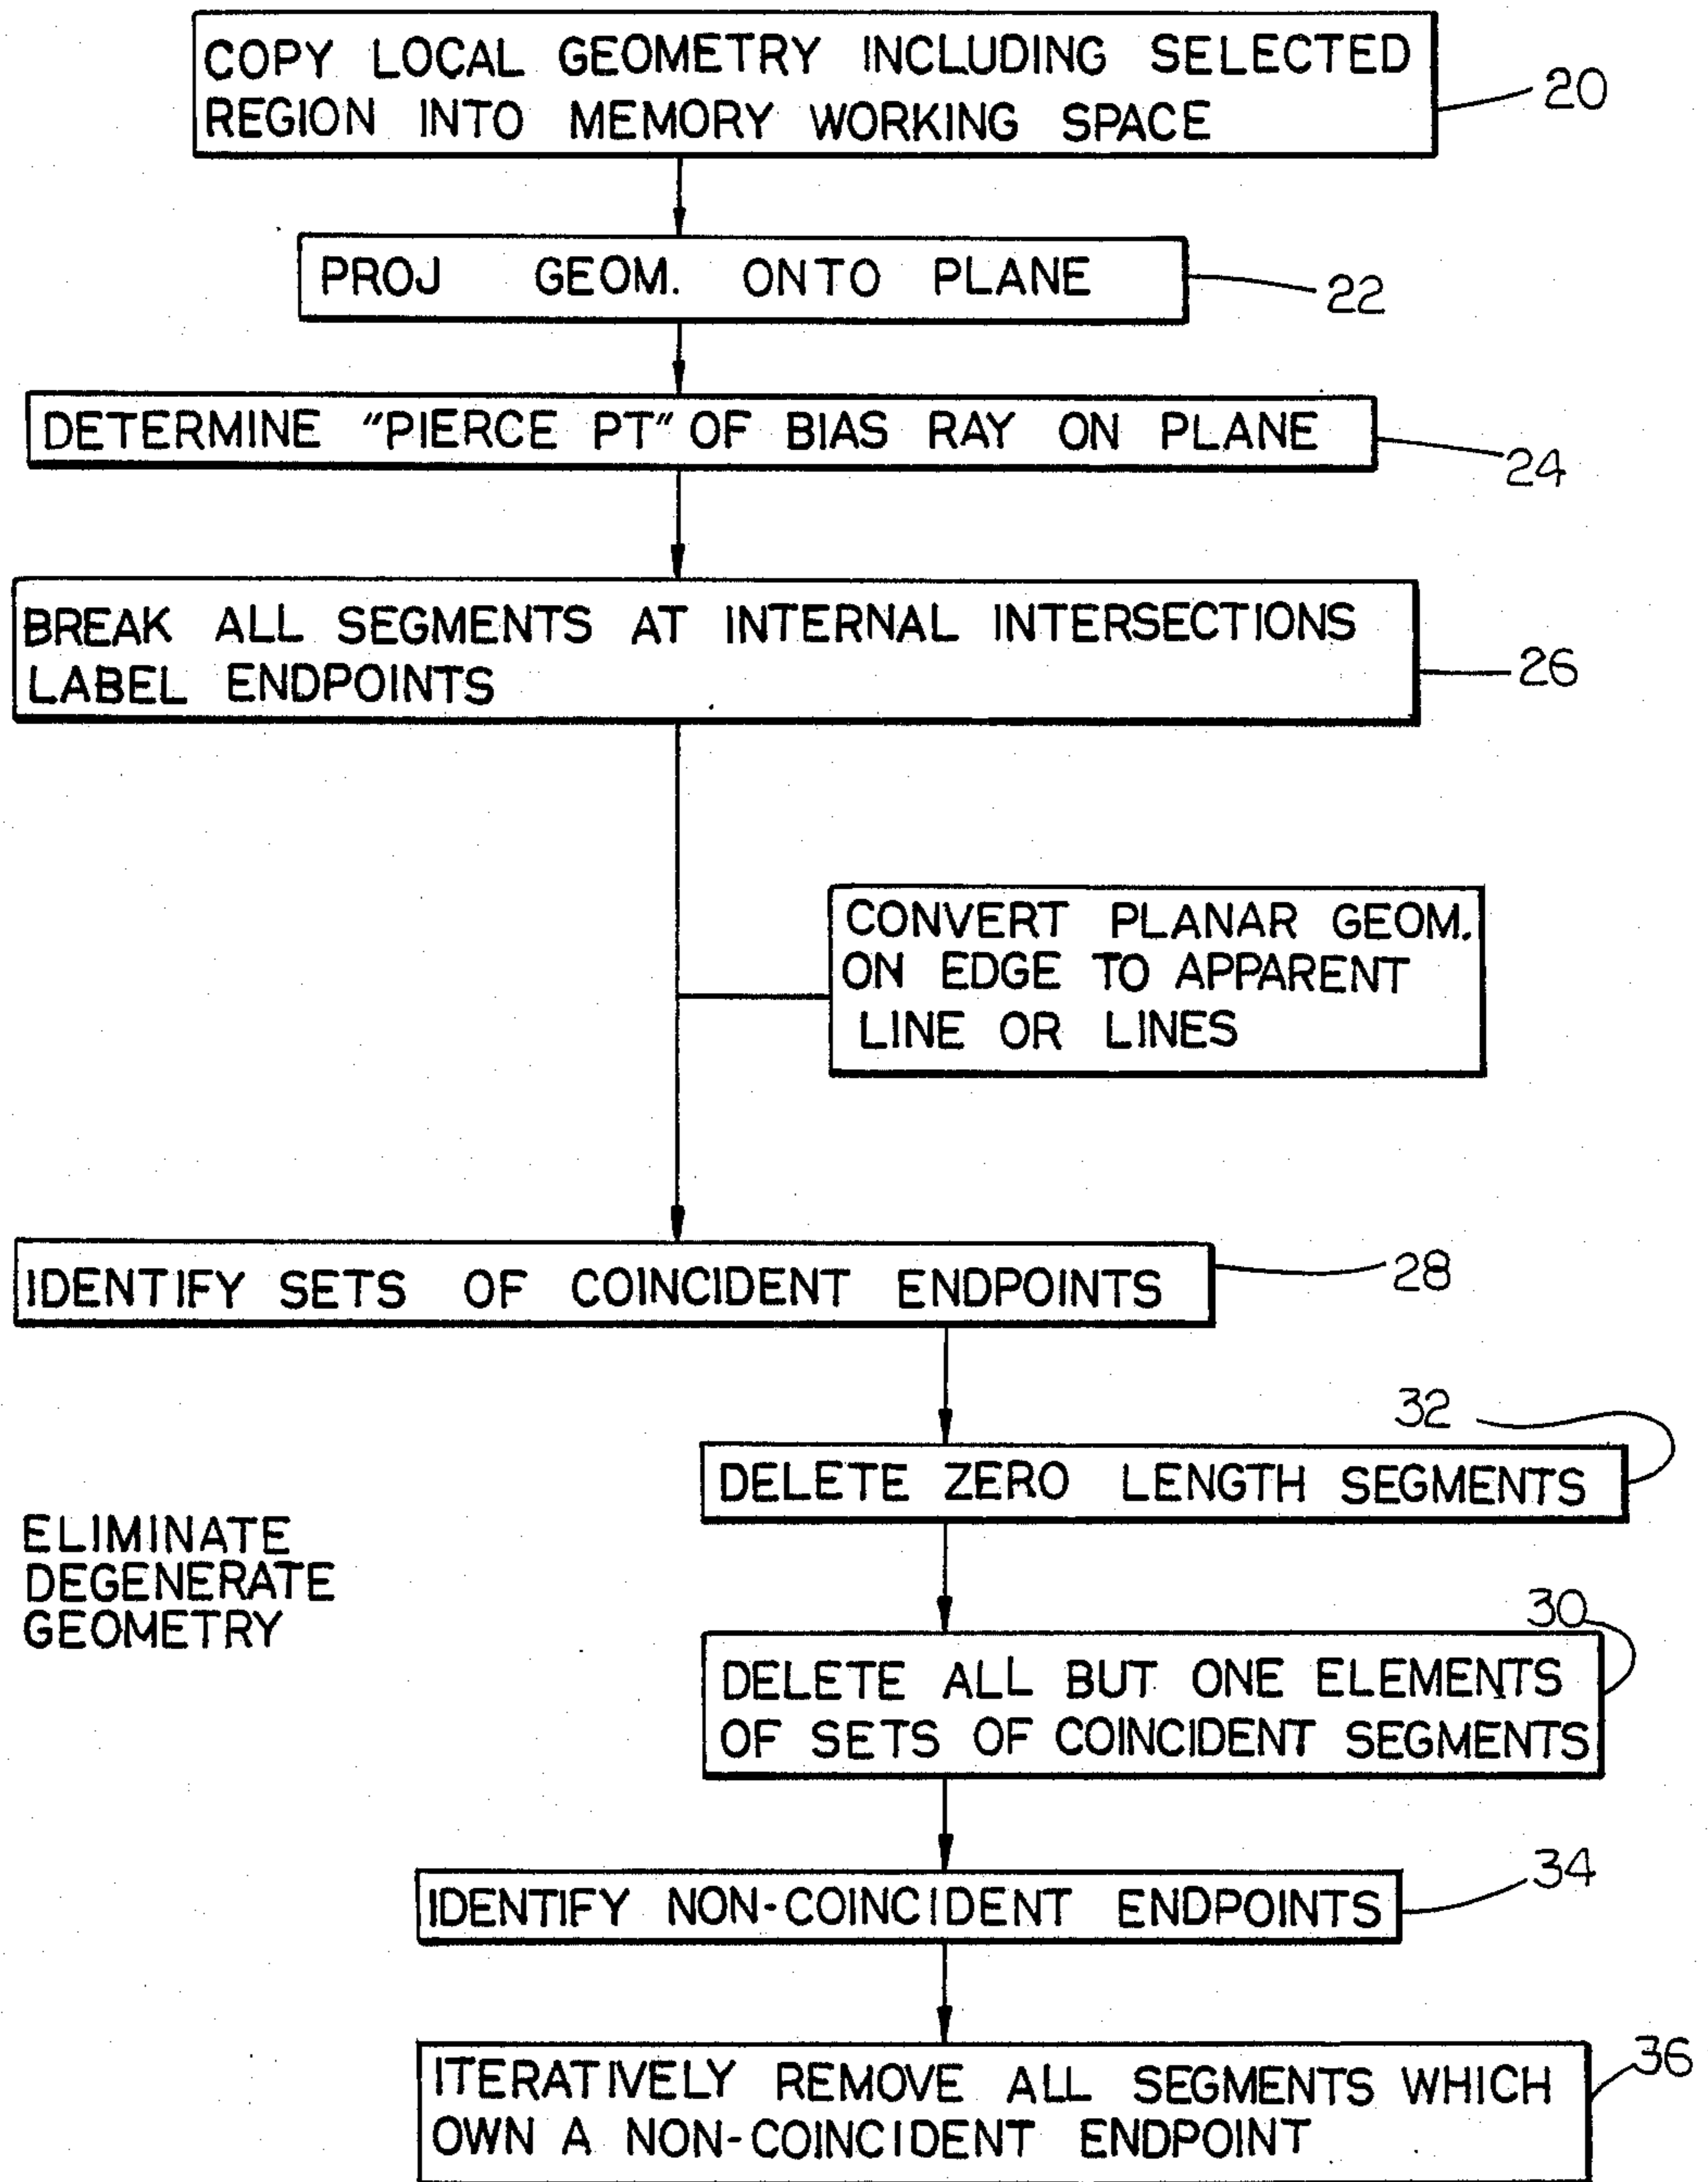 COPY LOCAL GEOMETRY INCLUDING SELECTED
REGION INTO MEMORY WORKING SPACE
20
PROJ GEOM. ONTO PLANE
22
DETERMINE "PIERCE PT" OF BIAS RAY ON PLANE
24
BREAK ALL SEGMENTS AT INTERNAL INTERSECTIONS
LABEL ENDPOINTS
26
CONVERT PLANAR GEOM.
ON EDGE TO APPARENT
LINE OR LINES
IDENTIFY SETS OF COINCIDENT ENDPOINTS
28
32
DELETE ZERO LENGTH SEGMENTS
ELIMINATE
DEGENERATE
GEOMETRY
30
DELETE ALL BUT ONE ELEMENTS
OF SETS OF COINCIDENT SEGMENTS
34
IDENTIFY NON-COINCIDENT ENDPOINTS
36
ITERATIVELY REMOVE ALL SEGMENTS WHICH
OWN A NON-COINCIDENT ENDPOINT